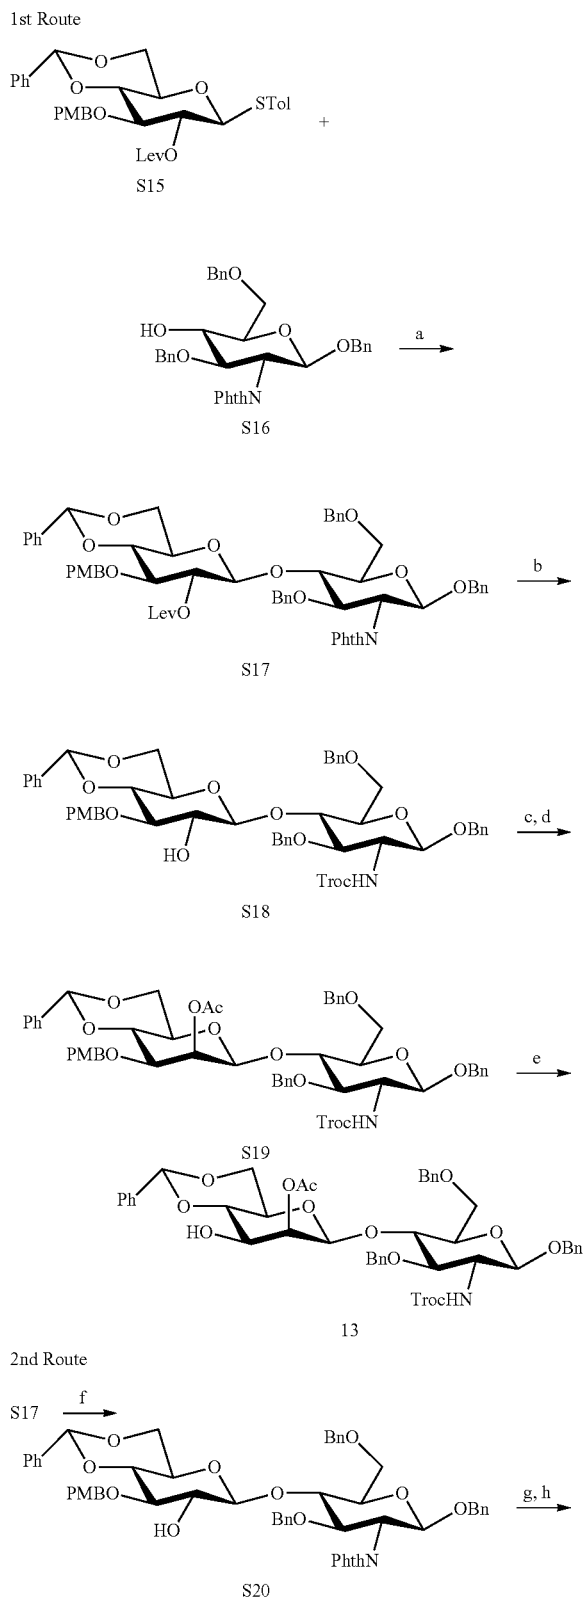 1st Route
Ph
O
O
O
PMBO
STol
LevO
+
S15
BnO
HO
O
BnO
OBn
PhthN
a
S16
Ph
O
O
O
PMBO
LevO
O
BnO
O
BnO
OBn
PhthN
b
S17
Ph
O
O
O
PMBO
HO
O
BnO
O
BnO
OBn
TrocHN
c, d
S18
Ph
O
O
OAc
O
PMBO
O
BnO
O
BnO
OBn
TrocHN
e
S19
Ph
O
O
OAc
O
HO
O
BnO
O
BnO
OBn
TrocHN
13
2nd Route
S17
f
Ph
O
O
O
PMBO
HO
O
BnO
O
BnO
OBn
PhthN
g, h
S20